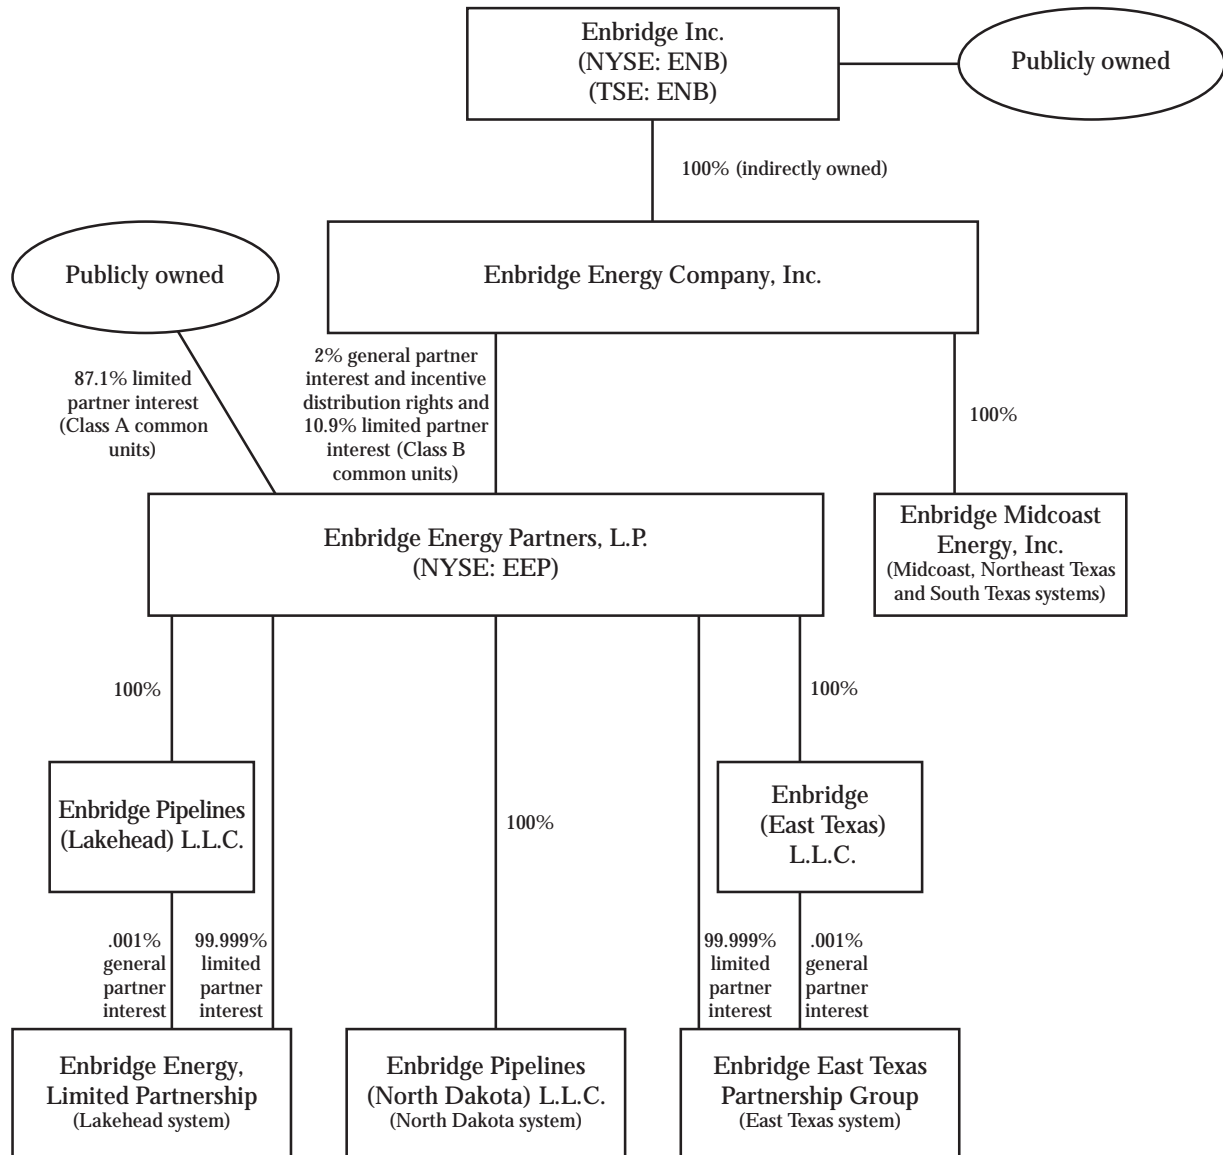 Enbridge Inc.
(NYSE: ENB)
(TSE: ENB)
Publicly owned
100% (indirectly owned)
Publicly owned
Enbridge Energy Company, Inc.
87.1% limited
partner interest
(Class A common
units)
2% general partner
interest and incentive
distribution rights and
10.9% limited partner
interest (Class B
common units)
100%
Enbridge Energy Partners, L.P.
(NYSE: EEP)
Enbridge Midcoast
Energy, Inc.
(Midcoast, Northeast Texas
and South Texas systems)
100%
100%
Enbridge Pipelines
(Lakehead) L.L.C.
100%
Enbridge
(East Texas)
L.L.C.
.001%
general
partner
interest
99.999%
limited
partner
interest
99.999%
limited
partner
interest
.001%
general
partner
interest
Enbridge Energy,
Limited Partnership
(Lakehead system)
Enbridge Pipelines
(North Dakota) L.L.C.
(North Dakota system)
Enbridge East Texas
Partnership Group
(East Texas system)